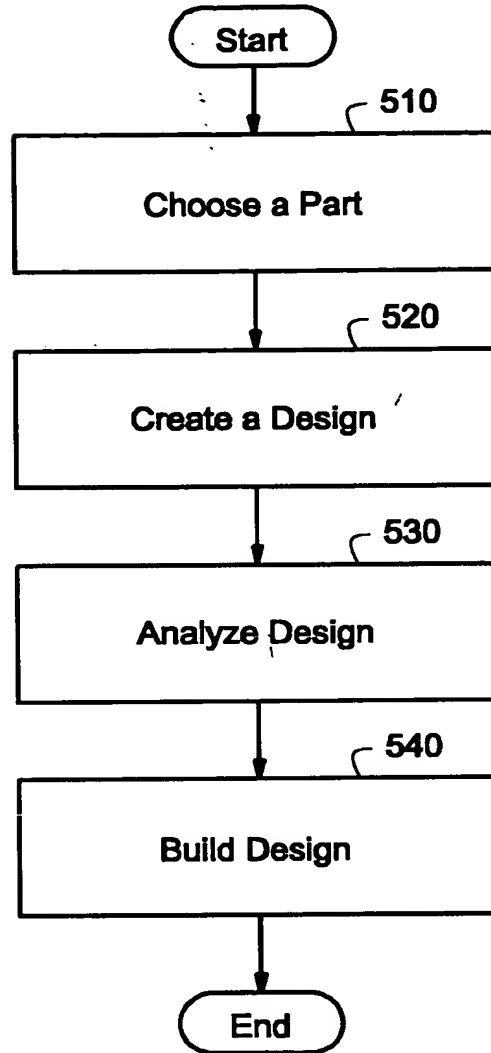 Start
510
Choose a Part
520
Create a Design
530
Analyze Design
540
Build Design
End